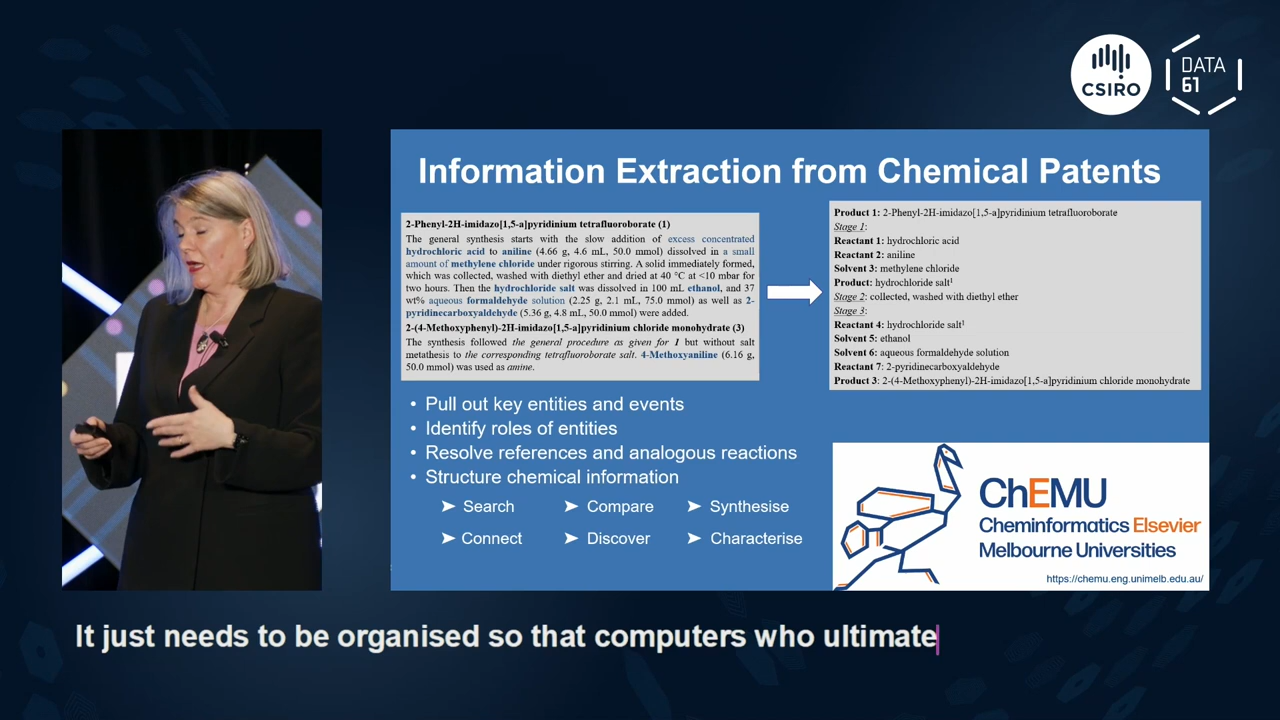 CSIRO
DATA
61
Information Extraction from Chemical Patents
2-Phenyl-2H-imidazo[1,5-a]pyridinium tetrafluoroborate (1)
The general synthesis starts with the slow addition of excess concentrated
hydrochloric acid to aniline (4.66 g, 4.6 mL, 50.0 mmol) dissolved in a small
amount of methylene chloride under rigorous stirring. A solid immediately formed,
which was collected, washed with diethyl ether and dried at 40 °C at <10 mbar for
two hours. Then the hydrochloride salt was dissolved in 100 mL ethanol, and 37
wt% aqueous formaldehyde solution (2.25 g, 2.1 mL, 75.0 mmol) as well as 2-
pyridinecarboxyaldehyde (5.36 g, 4.8 mL, 50.0 mmol) were added.
2-(4-Methoxyphenyl)-2H-imidazo[1,5-a]pyridinium chloride monohydrate (3)
The synthesis followed the general procedure as given for 1 but without salt
metathesis to the corresponding tetrafluoroborate salt. 4-Methoxyaniline (6.16 g,
50.0 mmol) was used as amine.
Product 1: 2-Phenyl-2H-imidazo[1,5-a]pyridinium tetrafluoroborate
Stage 1:
Reactant 1: hydrochloric acid
Reactant 2: aniline
Solvent 3: methylene chloride
Product: hydrochloride salt¹
Stage 2: collected, washed with diethyl ether
Stage 3:
Reactant 4: hydrochloride salt¹
Solvent 5: ethanol
Solvent 6: aqueous formaldehyde solution
Reactant 7: 2-pyridinecarboxyaldehyde
Product 3: 2-(4-Methoxyphenyl)-2H-imidazo[1,5-a]pyridinium chloride monohydrate
• Pull out key entities and events
• Identify roles of entities
• Resolve references and analogous reactions
• Structure chemical information
➤ Search ➤ Compare ➤ Synthesise
➤ Connect ➤ Discover ➤ Characterise
ChEMU
Cheminformatics Elsevier
Melbourne Universities
https://chemu.eng.unimelb.edu.au/
It just needs to be organised so that computers who ultimate